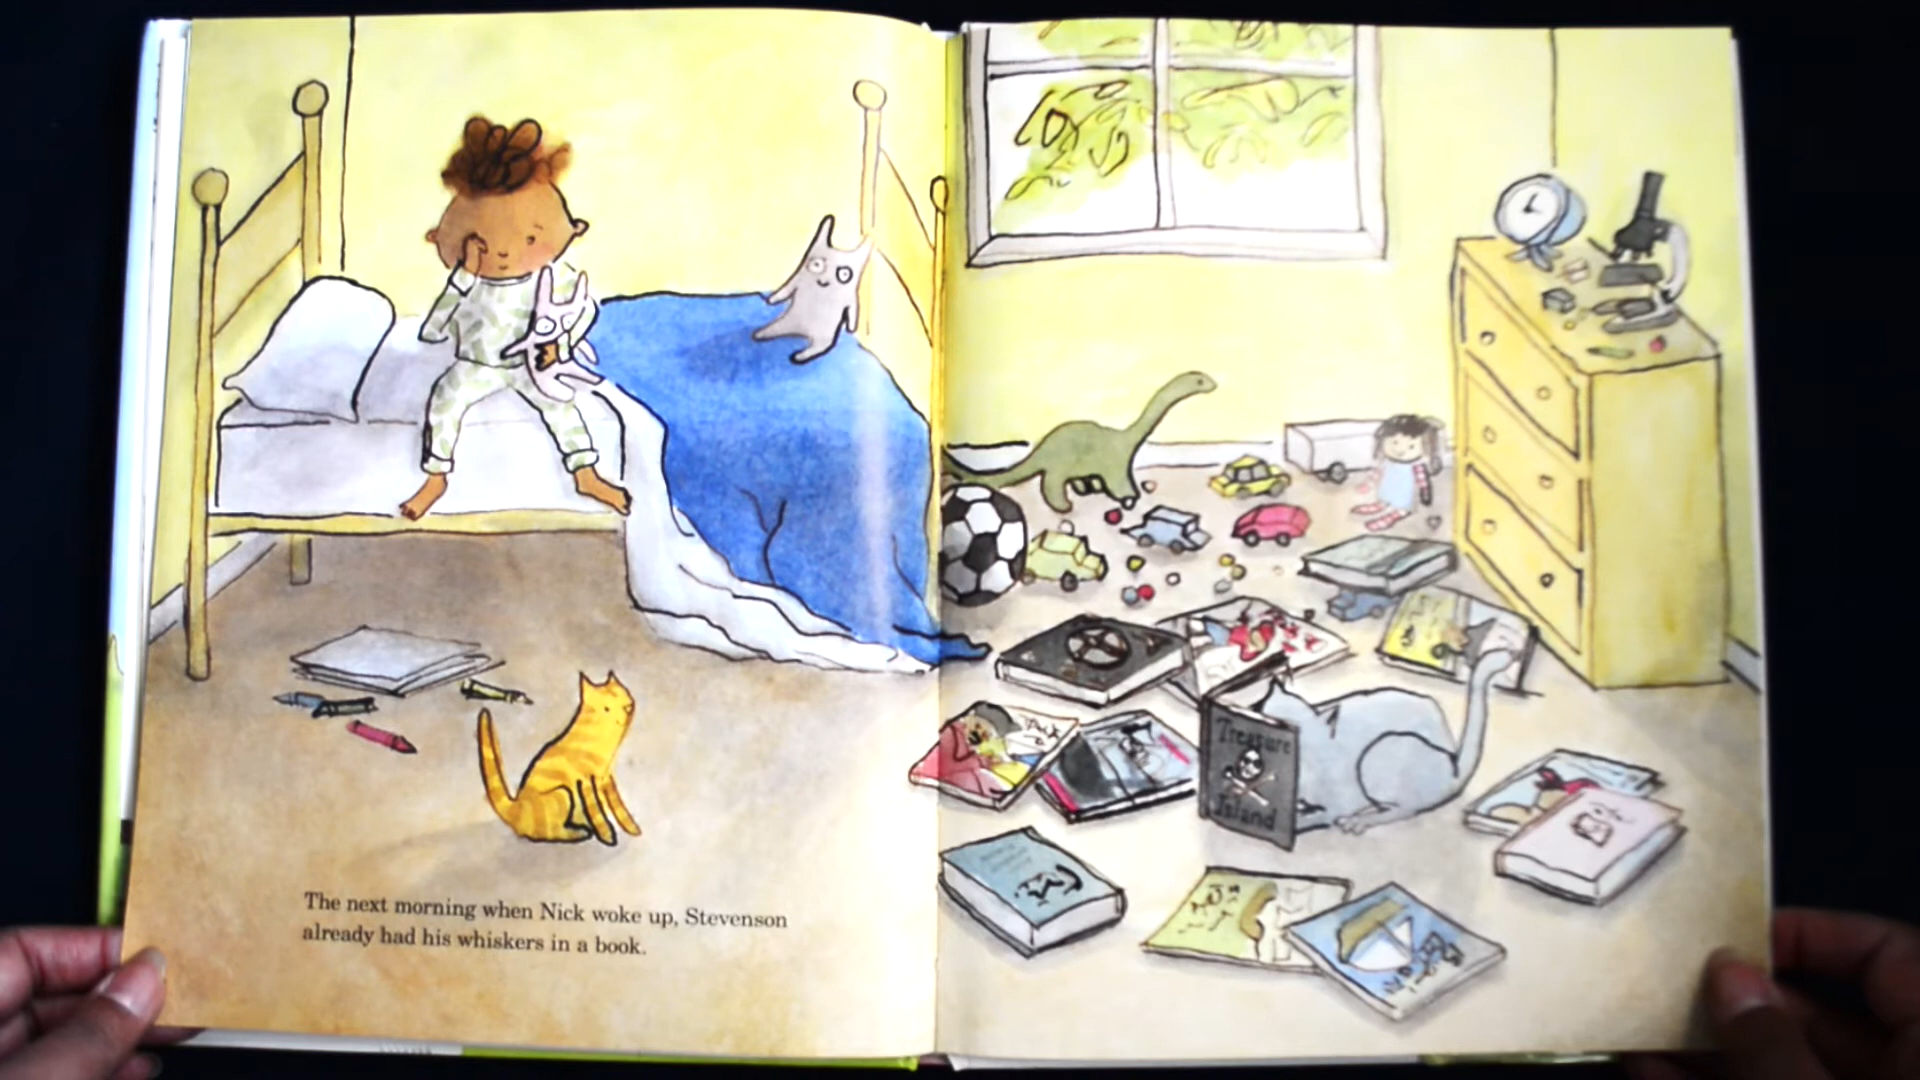 The next morning when Nick woke up, Stevenson
already had his whiskers in a book.
Treasure
Island